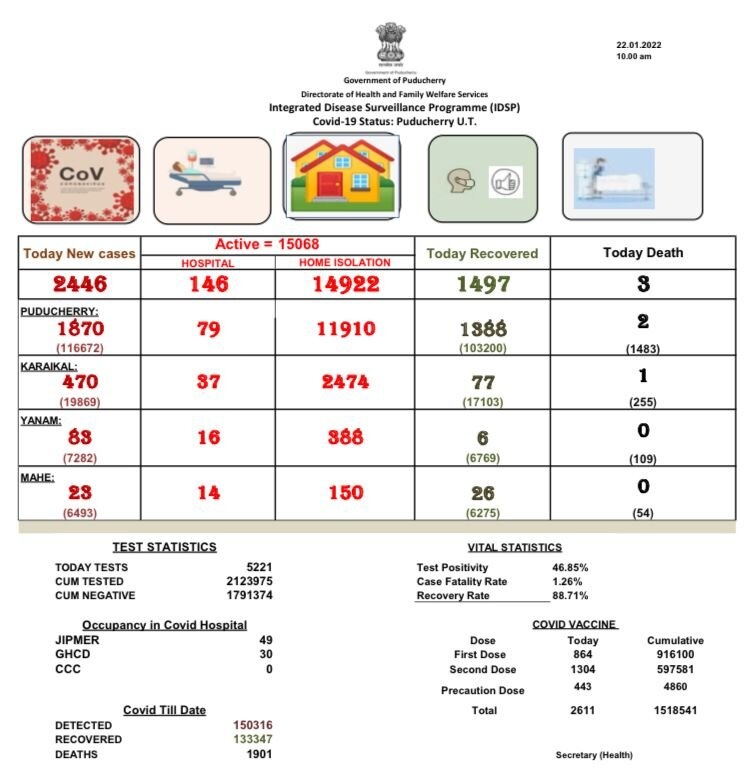 22.01.2022
10.00 am
सत्यमेव जयते
Government of Puducherry
Government of Puducherry
Directorate of Health and Family Welfare Services
Integrated Disease Surveillance Programme (IDSP)
Covid-19 Status: Puducherry U.T.
CoV
CORONAVIRUS
Today New cases Active = 15068 Today Recovered Today Death
HOSPITAL HOME ISOLATION
2446 146 14922 1497 3
PUDUCHERRY:
1870 79 11910 1388 2
(116672) (103200) (1483)
KARAIKAL:
470 37 2474 77 1
(19869) (17103) (255)
YANAM:
83 16 388 6 0
(7282) (6769) (109)
MAHE:
23 14 150 26 0
(6493) (6275) (54)
TEST STATISTICS
TODAY TESTS 5221
CUM TESTED 2123975
CUM NEGATIVE 1791374
VITAL STATISTICS
Test Positivity 46.85%
Case Fatality Rate 1.26%
Recovery Rate 88.71%
Occupancy in Covid Hospital
JIPMER 49
GHCD 30
CCC 0
COVID VACCINE
Dose Today Cumulative
First Dose 864 916100
Second Dose 1304 597581
Precaution Dose 443 4860
Total 2611 1518541
Covid Till Date
DETECTED 150316
RECOVERED 133347
DEATHS 1901
Secretary (Health)